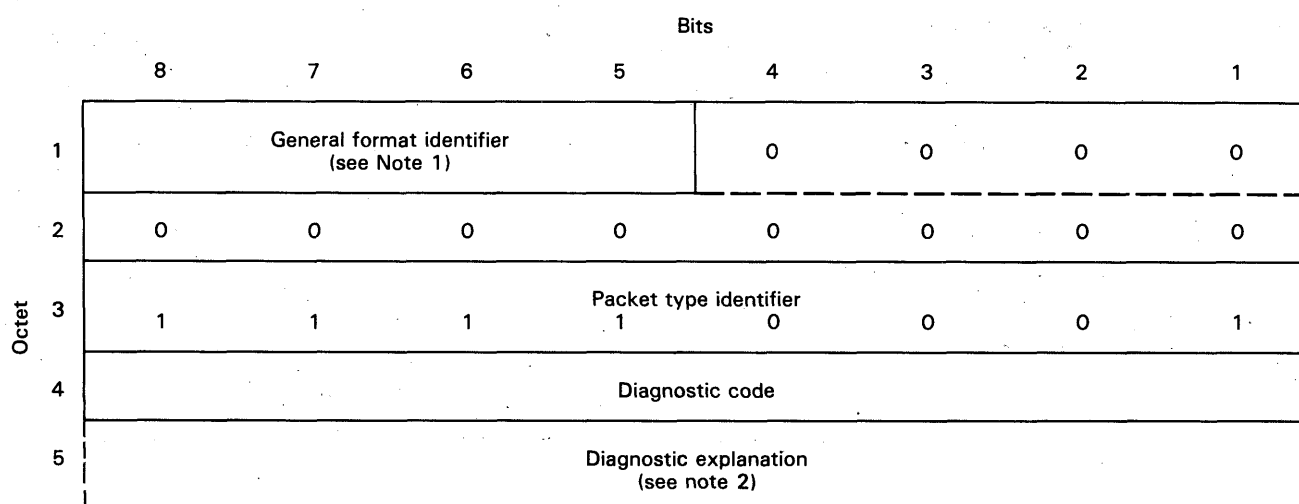 Bits
8 7 6 5 4 3 2 1
General format identifier
(see Note 1)
1 0 0 0 0
2 0 0 0 0 0 0 0 0
Octet
Packet type identifier
3
1 1 1 1 0 0 0 1
4 Diagnostic code
5 Diagnostic explanation
(see note 2)